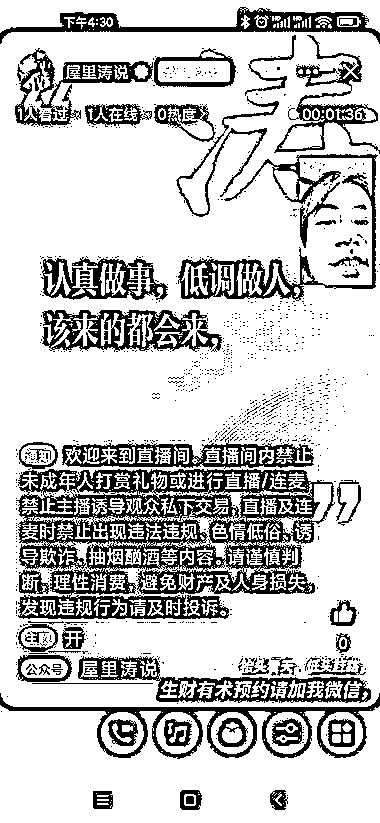 下午4:30
屋里涛说
1人看过 1人在线 0热度
00:01:36
凑
认真做事，低调做人，
该来的都会来，
通知 欢迎来到直播间，直播间内禁止
未成年人打赏礼物或进行直播/连麦，
禁止主播诱导观众私下交易，直播及连
麦时禁止出现违法违规、色情低俗、诱
导欺诈、抽烟酗酒等内容，请谨慎判
断，理性消费，避免财产及人身损失，
发现违规行为请及时投诉。
开
0
公众号 屋里涛说
生财有术预约请加我微信，